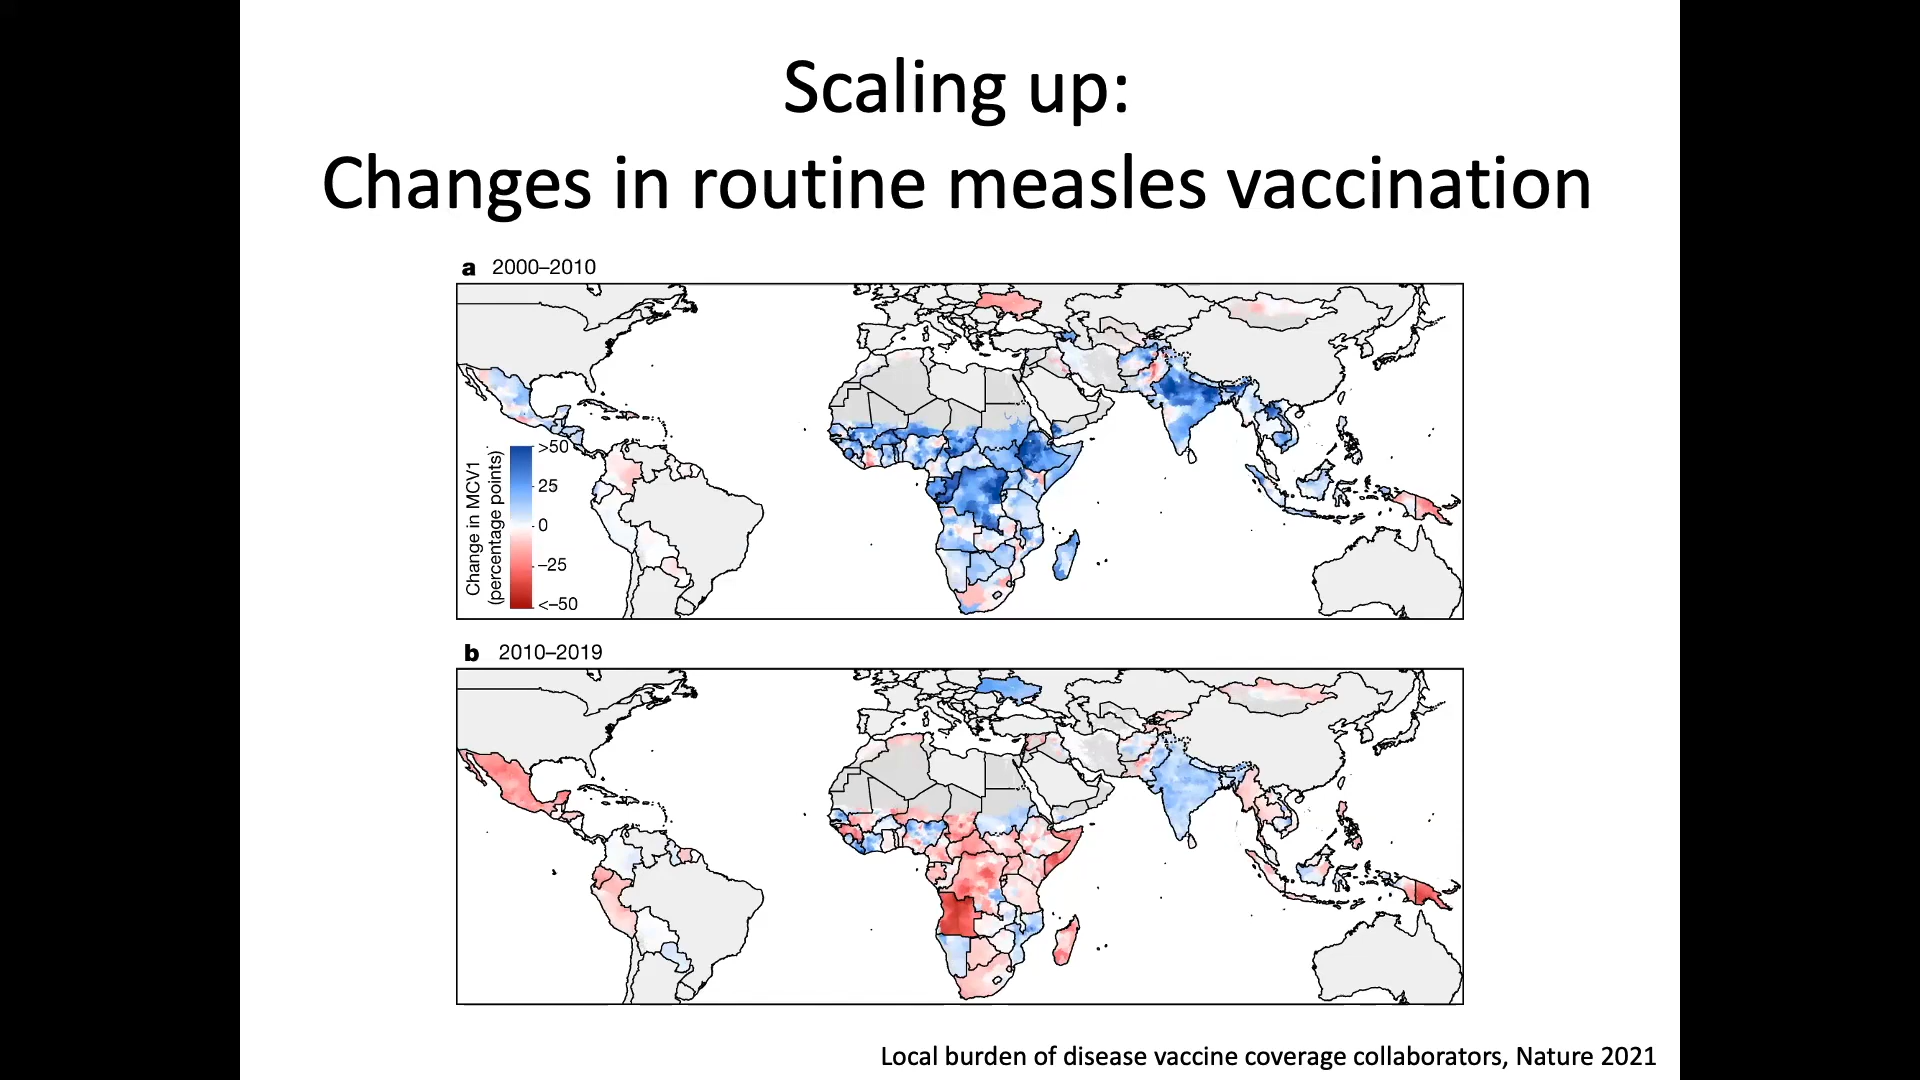 Scaling up:
Changes in routine measles vaccination
a 2000–2010
Change in MCV1
(percentage points)
>50
25
0
–25
<–50
b 2010–2019
Local burden of disease vaccine coverage collaborators, Nature 2021